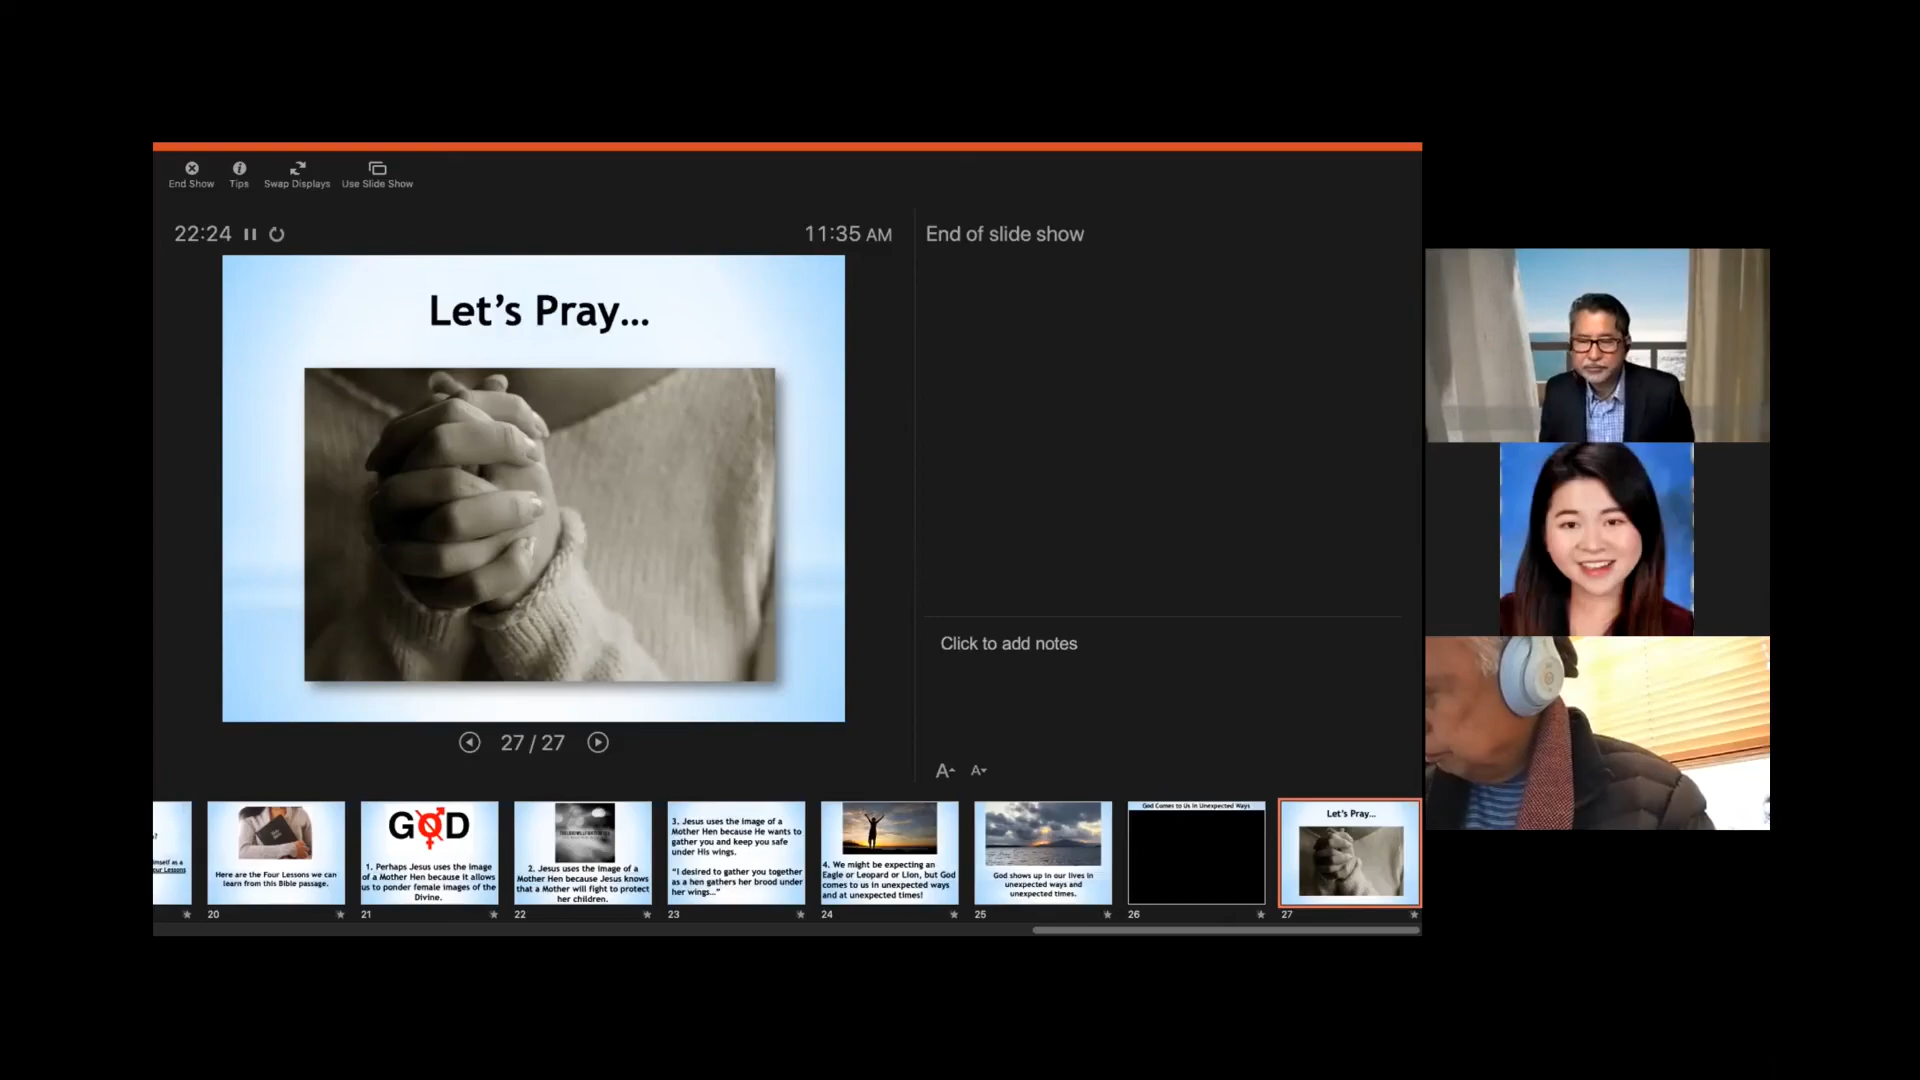 End Show Tips Swap Displays Use Slide Show
22:24
11:35 AM
End of slide show
Let's Pray...
Click to add notes
27 / 27
A A
mself as a
our Lessons
Here are the Four Lessons we can
learn from this Bible passage.
20
GOD
1. Perhaps Jesus uses the image
of a Mother Hen because it allows
us to ponder female images of the
Divine.
21
2. Jesus uses the image of a
Mother Hen because Jesus knows
that a Mother will fight to protect
her children.
22
3. Jesus uses the image of a
Mother Hen because He wants to
gather you and keep you safe
under His wings.
"I desired to gather you together
as a hen gathers her brood under
her wings..."
23
4. We might be expecting an
Eagle or Leopard or Lion, but God
comes to us in unexpected ways
and at unexpected times!
24
God shows up in our lives in
unexpected ways and
unexpected times.
25
God Comes to Us in Unexpected Ways
26
Let's Pray...
27